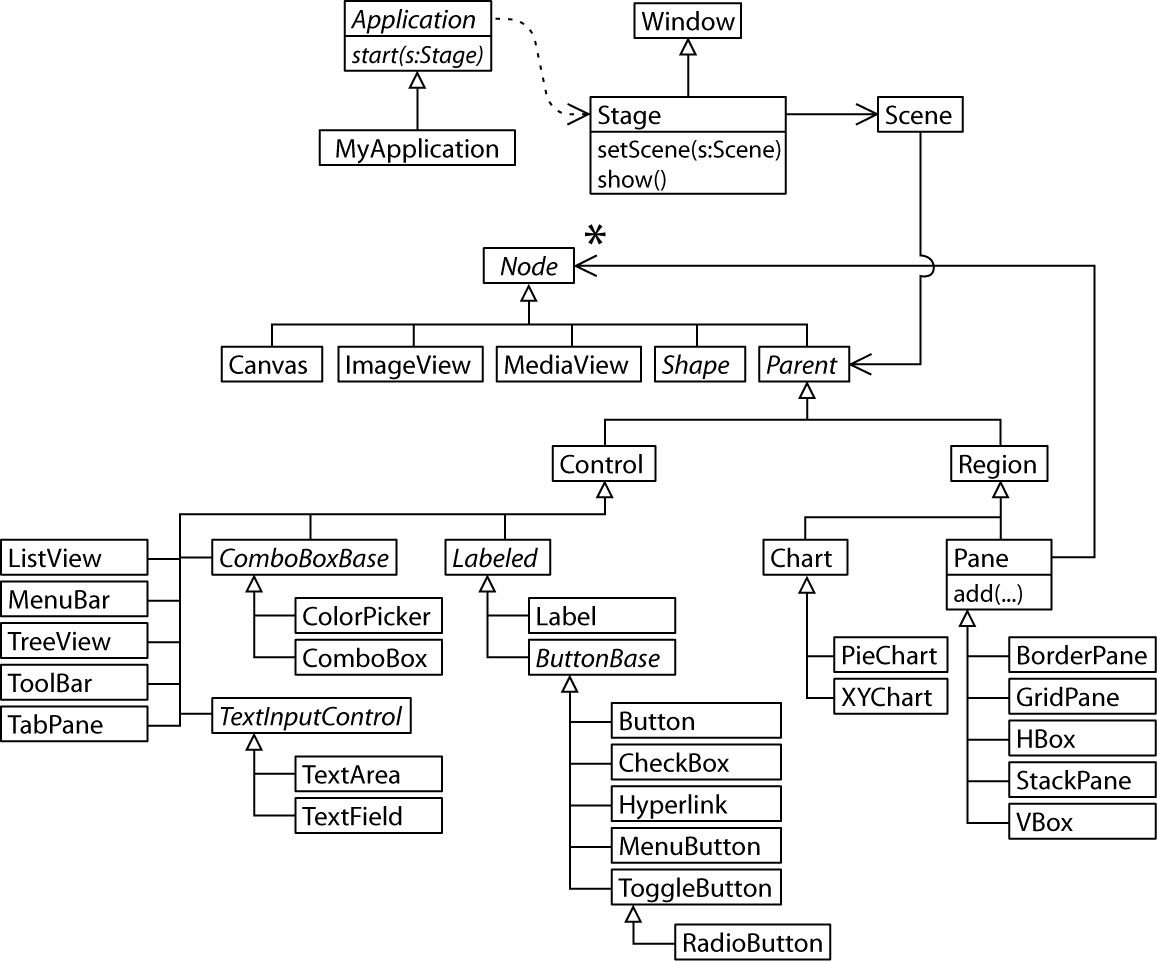 Application
start(s:Stage)
MyApplication
Window
Stage
setScene(s:Scene)
show()
Scene
*
Node
Canvas
ImageView
MediaView
Shape
Parent
Control
Region
ListView
MenuBar
TreeView
ToolBar
TabPane
ComboBoxBase
ColorPicker
ComboBox
TextInputControl
TextArea
TextField
Labeled
Label
ButtonBase
Button
CheckBox
Hyperlink
MenuButton
ToggleButton
RadioButton
Chart
PieChart
XYChart
Pane
add(...)
BorderPane
GridPane
HBox
StackPane
VBox